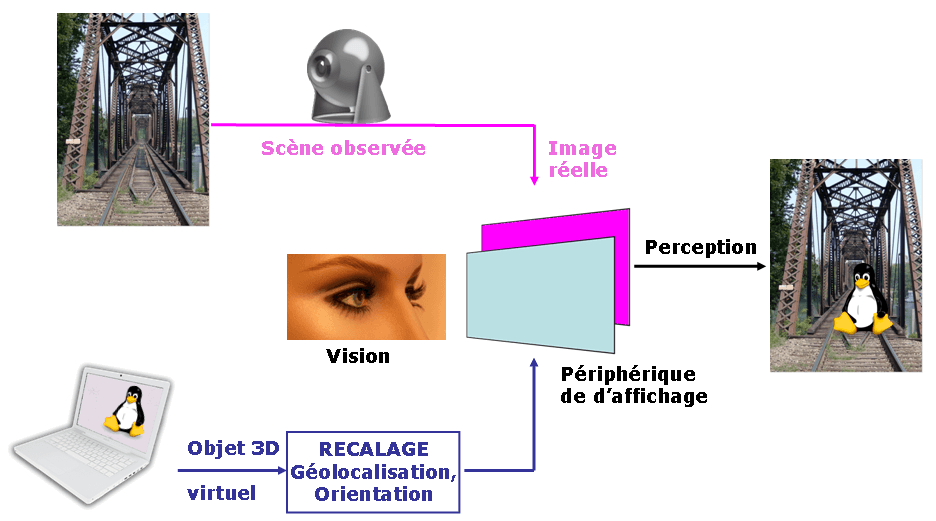 Scène observée
Image
réelle
Perception
Vision
Périphérique
de d’affichage
Objet 3D
virtuel
RECALAGE
Géolocalisation,
Orientation